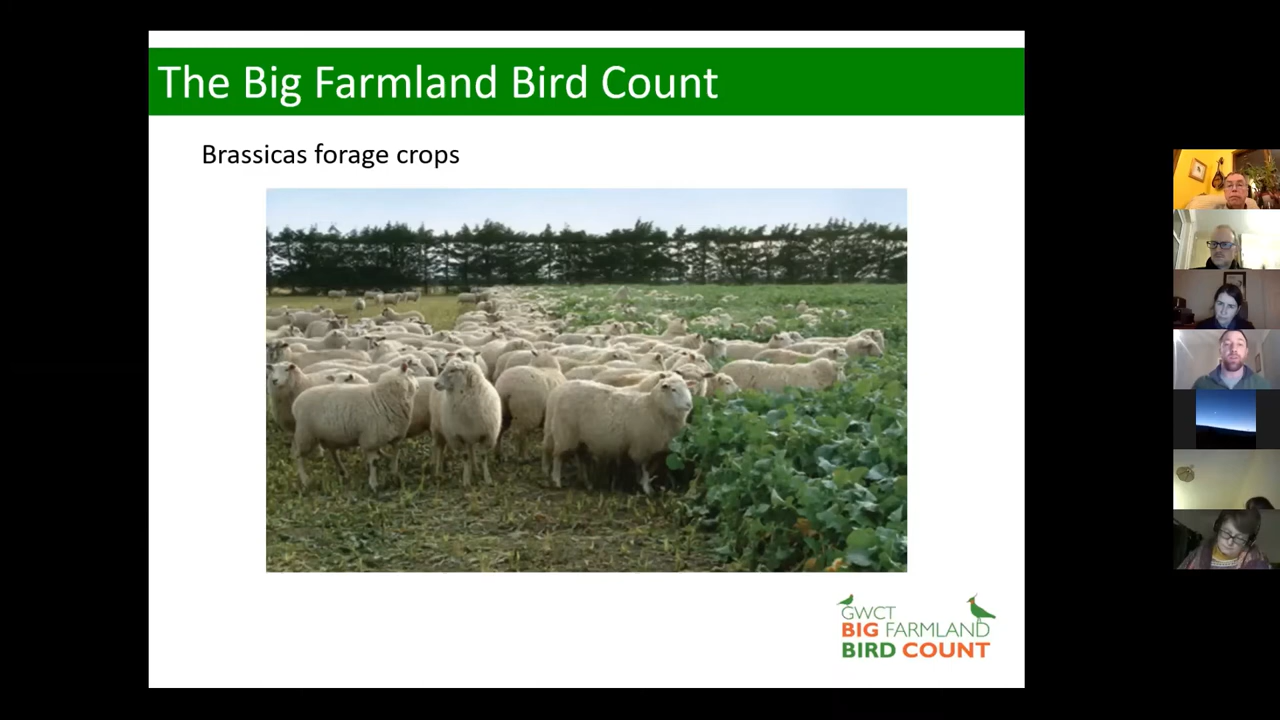 The Big Farmland Bird Count
Brassicas forage crops
GWCT
BIG FARMLAND
BIRD COUNT